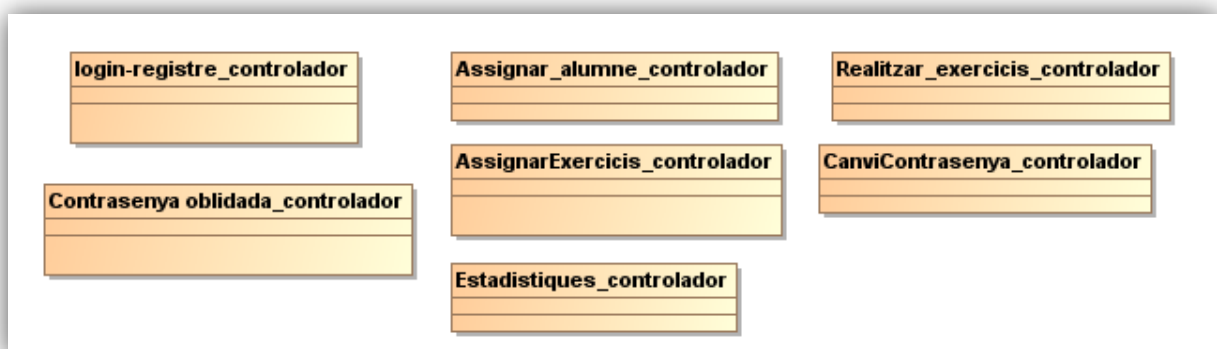 login-registre_controlador
Assignar_alumne_controlador
Realitzar_exercicis_controlador
AssignarExercicis_controlador
CanviContrasenya_controlador
Contrasenya oblidada_controlador
Estadistiques_controlador